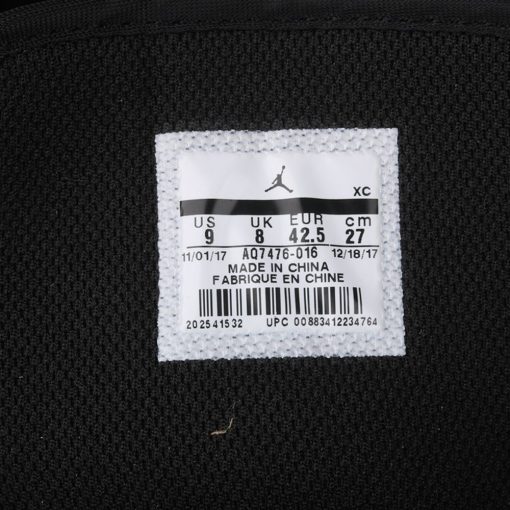 XC
US UK EUR cm
9 8 42.5 27
11/01/17 AQ7476-016 12/18/17
MADE IN CHINA
FABRIQUE EN CHINE
202541532 UPC 00883412234764